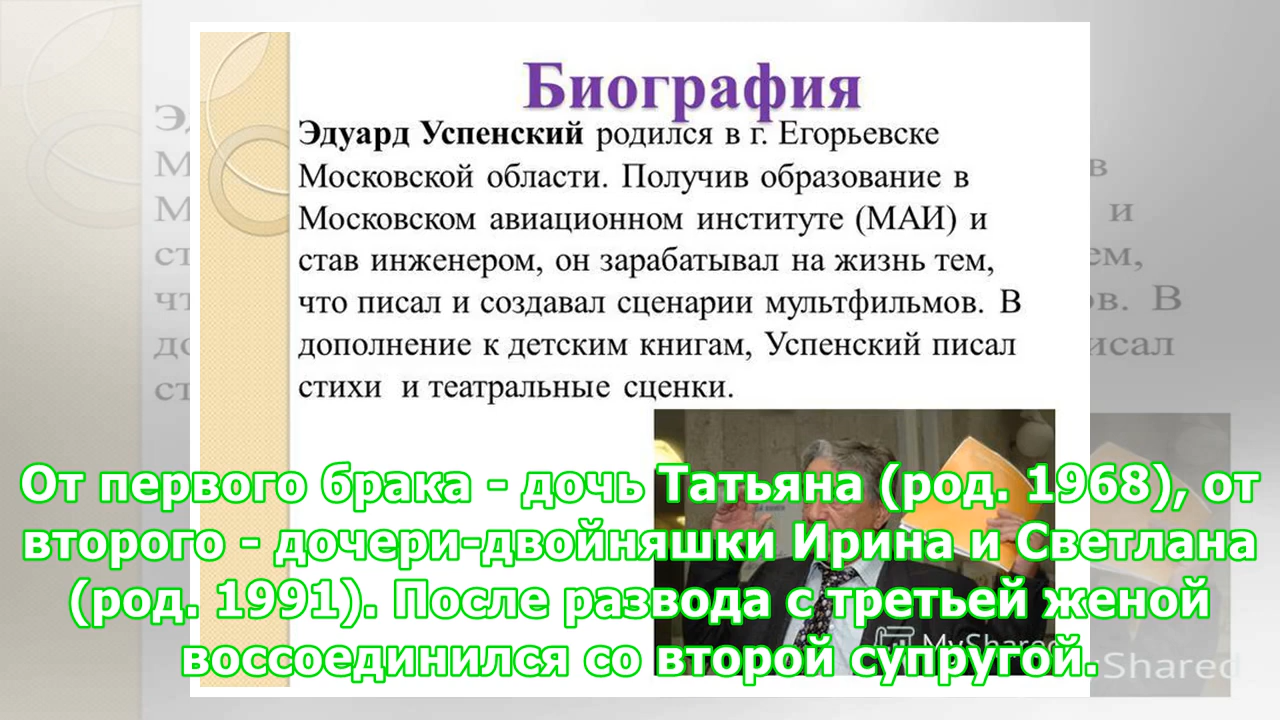 Биография
Эдуард Успенский родился в г. Егорьевске
Московской области. Получив образование в
Московском авиационном институте (МАИ) и
став инженером, он зарабатывал на жизнь тем,
что писал и создавал сценарии мультфильмов. В
дополнение к детским книгам, Успенский писал
стихи и театральные сценки.
От первого брака - дочь Татьяна (род. 1968), от
второго - дочери-двойняшки Ирина и Светлана
(род. 1991). После развода с третьей женой
воссоединился со второй супругой.
MyShared